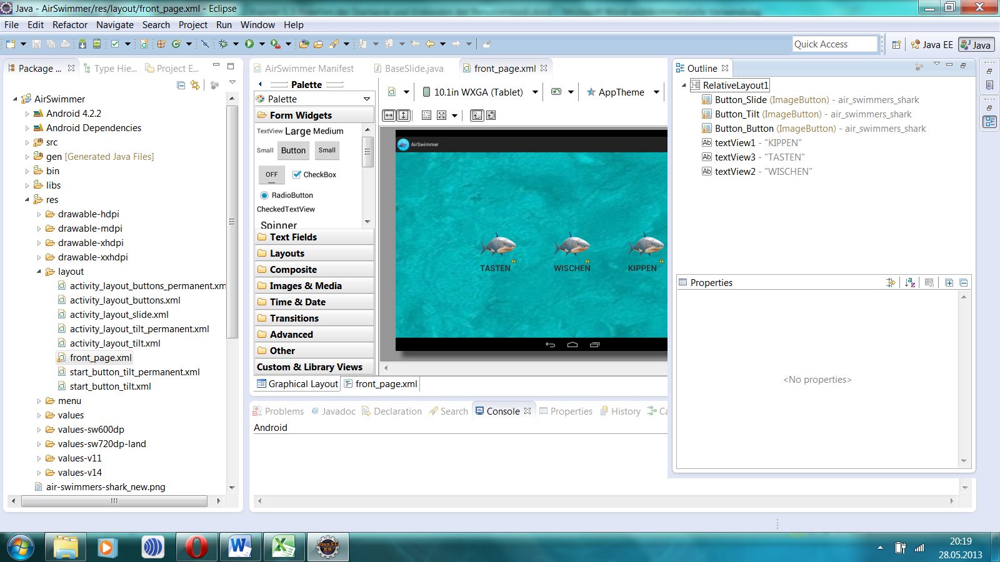 Java - AirSwimmer/res/layout/front_page.xml - Eclipse
File Edit Refactor Navigate Search Project Run Window Help
Quick Access
Java EE
Java
Package ...
Type Hie...
Project E...
AirSwimmer
Android 4.2.2
Android Dependencies
src
gen [Generated Java Files]
bin
libs
res
drawable-hdpi
drawable-mdpi
drawable-xhdpi
drawable-xxhdpi
layout
activity_layout_buttons_permanent.xm
activity_layout_buttons.xml
activity_layout_slide.xml
activity_layout_tilt_permanent.xml
activity_layout_tilt.xml
front_page.xml
start_button_tilt_permanent.xml
start_button_tilt.xml
menu
values
values-sw600dp
values-sw720dp-land
values-v11
values-v14
air-swimmers-shark_new.png
AirSwimmer Manifest
BaseSlide.java
front_page.xml
Palette
Palette
Form Widgets
TextView Large Medium
Small Button Small
OFF CheckBox
RadioButton
CheckedTextView
Spinner
Text Fields
Layouts
Composite
Images & Media
Time & Date
Transitions
Advanced
Other
Custom & Library Views
10.1in WXGA (Tablet)
AppTheme
AirSwimmer
TASTEN
WISCHEN
KIPPEN
Graphical Layout
front_page.xml
Problems
@ Javadoc
Declaration
Search
Console
Properties
History
Ca
Android
Outline
RelativeLayout1
Button_Slide (ImageButton) - air_swimmers_shark
Button_Tilt (ImageButton) - air_swimmers_shark
Button_Button (ImageButton) - air_swimmers_shark
Ab textView1 - "KIPPEN"
Ab textView3 - "TASTEN"
Ab textView2 - "WISCHEN"
Properties
<No properties>
Java EE
IDE
20:19
28.05.2013